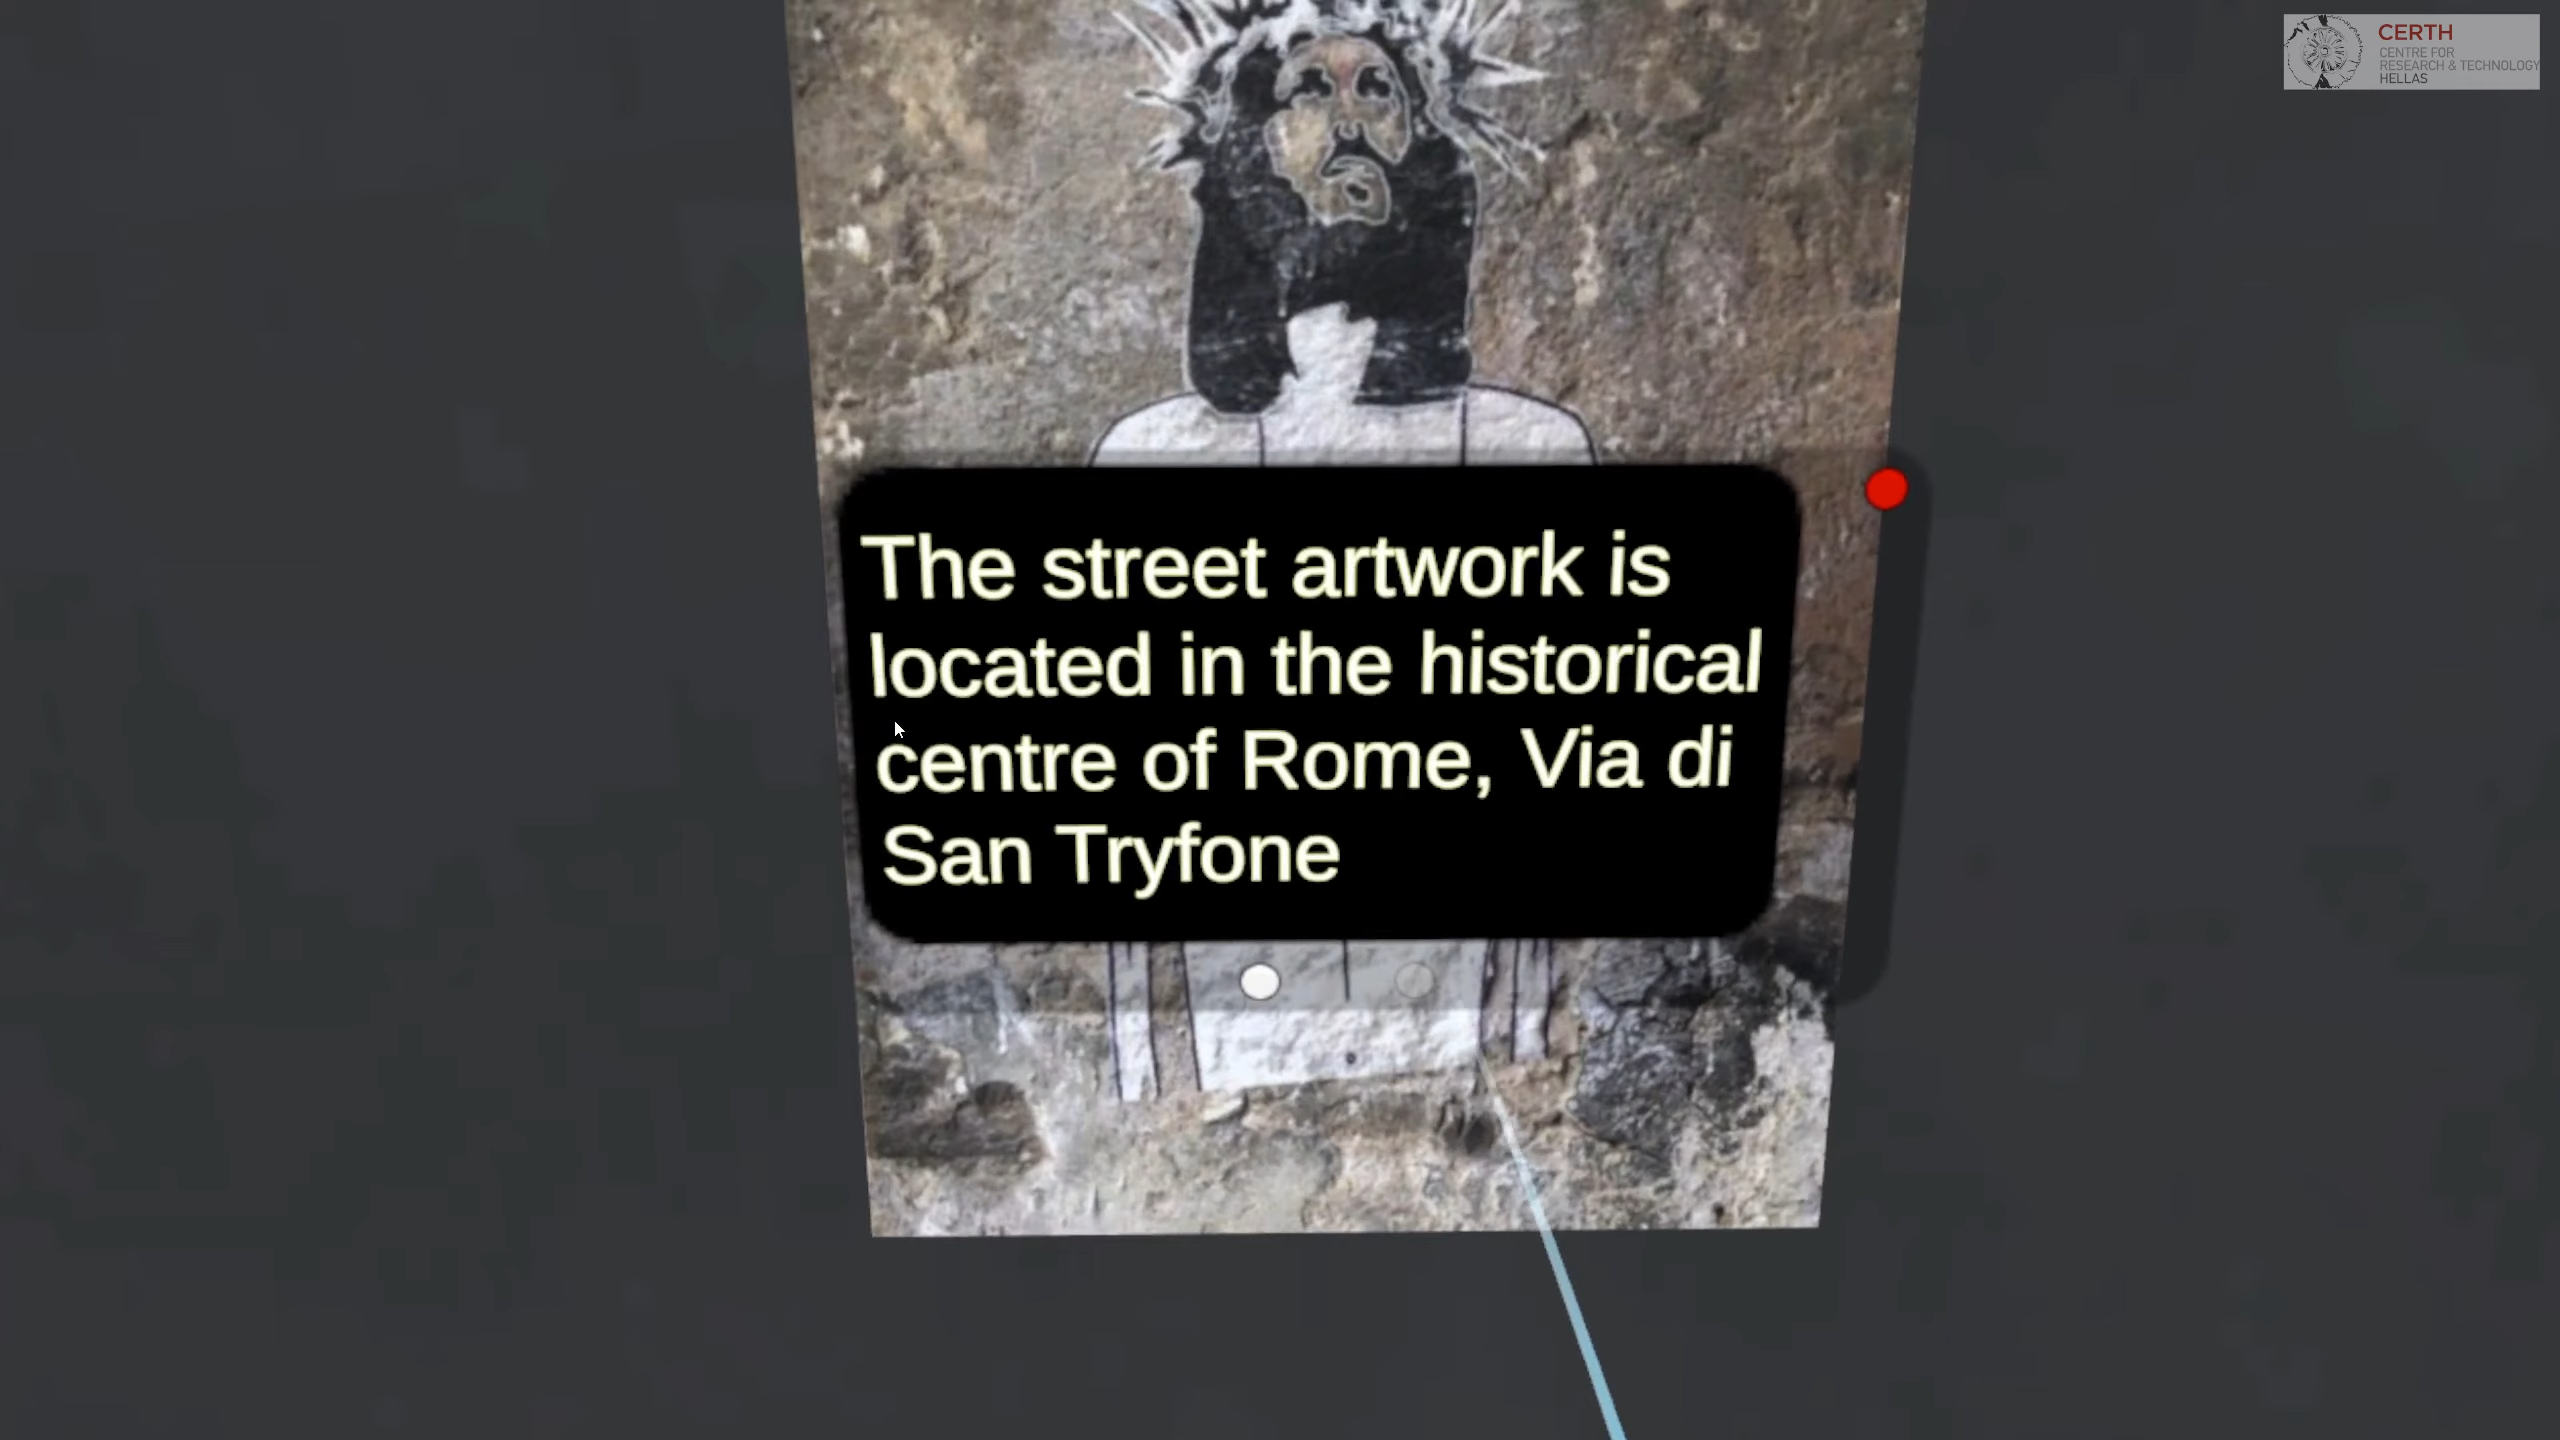 CERTH
CENTRE FOR
RESEARCH & TECHNOLOGY
HELLAS
The street artwork is
located in the historical
centre of Rome, Via di
San Tryfone